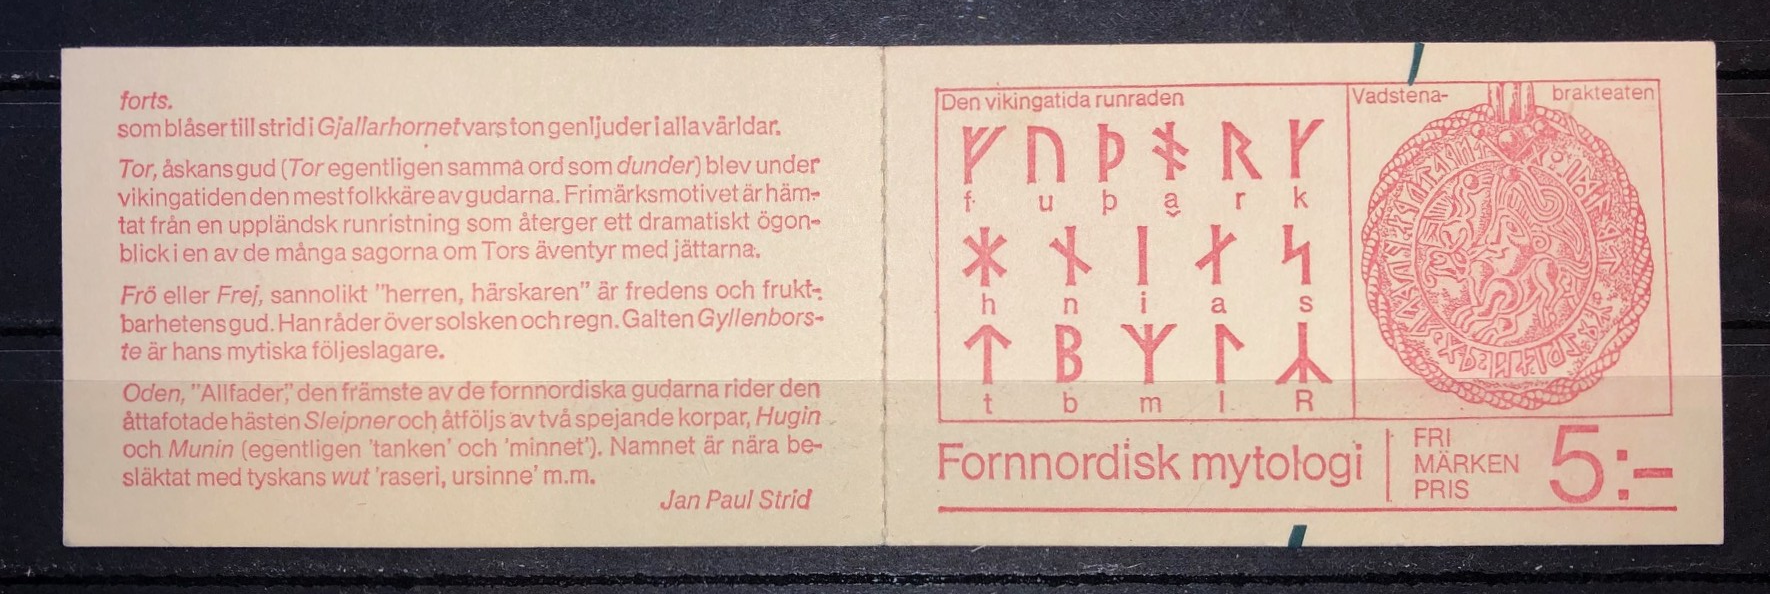 forts.
som blåser till strid i Gjallarhornet vars ton genljuder i alla världar.
Tor, åskans gud (Tor egentligen samma ord som dunder) blev under
vikingatiden den mest folkkäre av gudarna. Frimärksmotivet är häm-
tat från en uppländsk runristning som återger ett dramatiskt ögon-
blick i en av de många sagorna om Tors äventyr med jättarna.
Frö eller Frej, sannolikt "herren, härskaren" är fredens och frukt-
barhetens gud. Han råder över solsken och regn. Galten Gyllenbors-
te är hans mytiska följeslagare.
Oden, "Allfader," den främste av de fornnordiska gudarna rider den
åttafotade hästen Sleipner och åtföljs av två spejande korpar, Hugin
och Munin (egentligen 'tanken' och 'minnet'). Namnet är nära be-
släktat med tyskans wut 'raseri, ursinne' m.m.
Jan Paul Strid
Den vikingatida runraden
ᚠ ᚢ ᚦ ᚬ ᚱ ᚴ
f u þ ą r k
ᚼ ᚾ ᛁ ᛅ ᛋ
h n i a s
ᛏ ᛒ ᛘ ᛚ ᛦ
t b m l R
Vadstena- brakteaten
Fornnordisk mytologi
FRI
MÄRKEN
PRIS
5:-